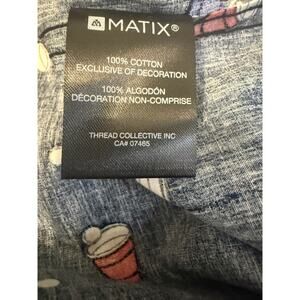 MATIX®
100% COTTON
EXCLUSIVE OF DECORATION
100% ALGODÓN
DÉCORATION NON-COMPRISE
THREAD COLLECTIVE INC
CA# 07465